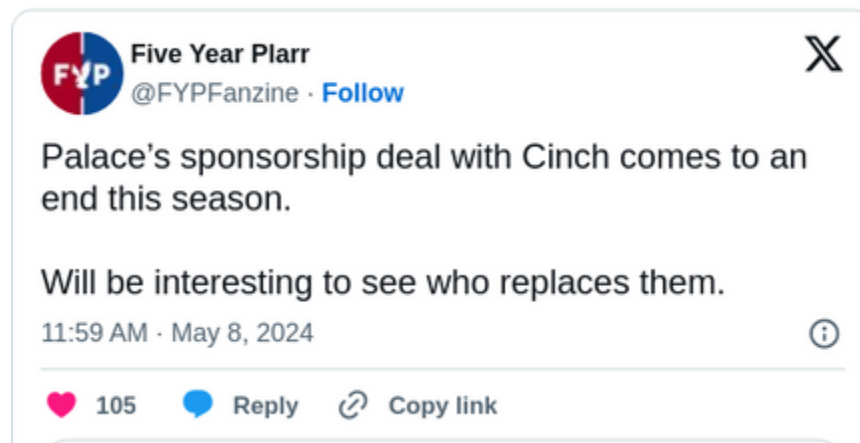 FYP
Five Year Plarr
@FYPFanzine · Follow
Palace’s sponsorship deal with Cinch comes to an
end this season.
Will be interesting to see who replaces them.
11:59 AM · May 8, 2024
105 Reply Copy link